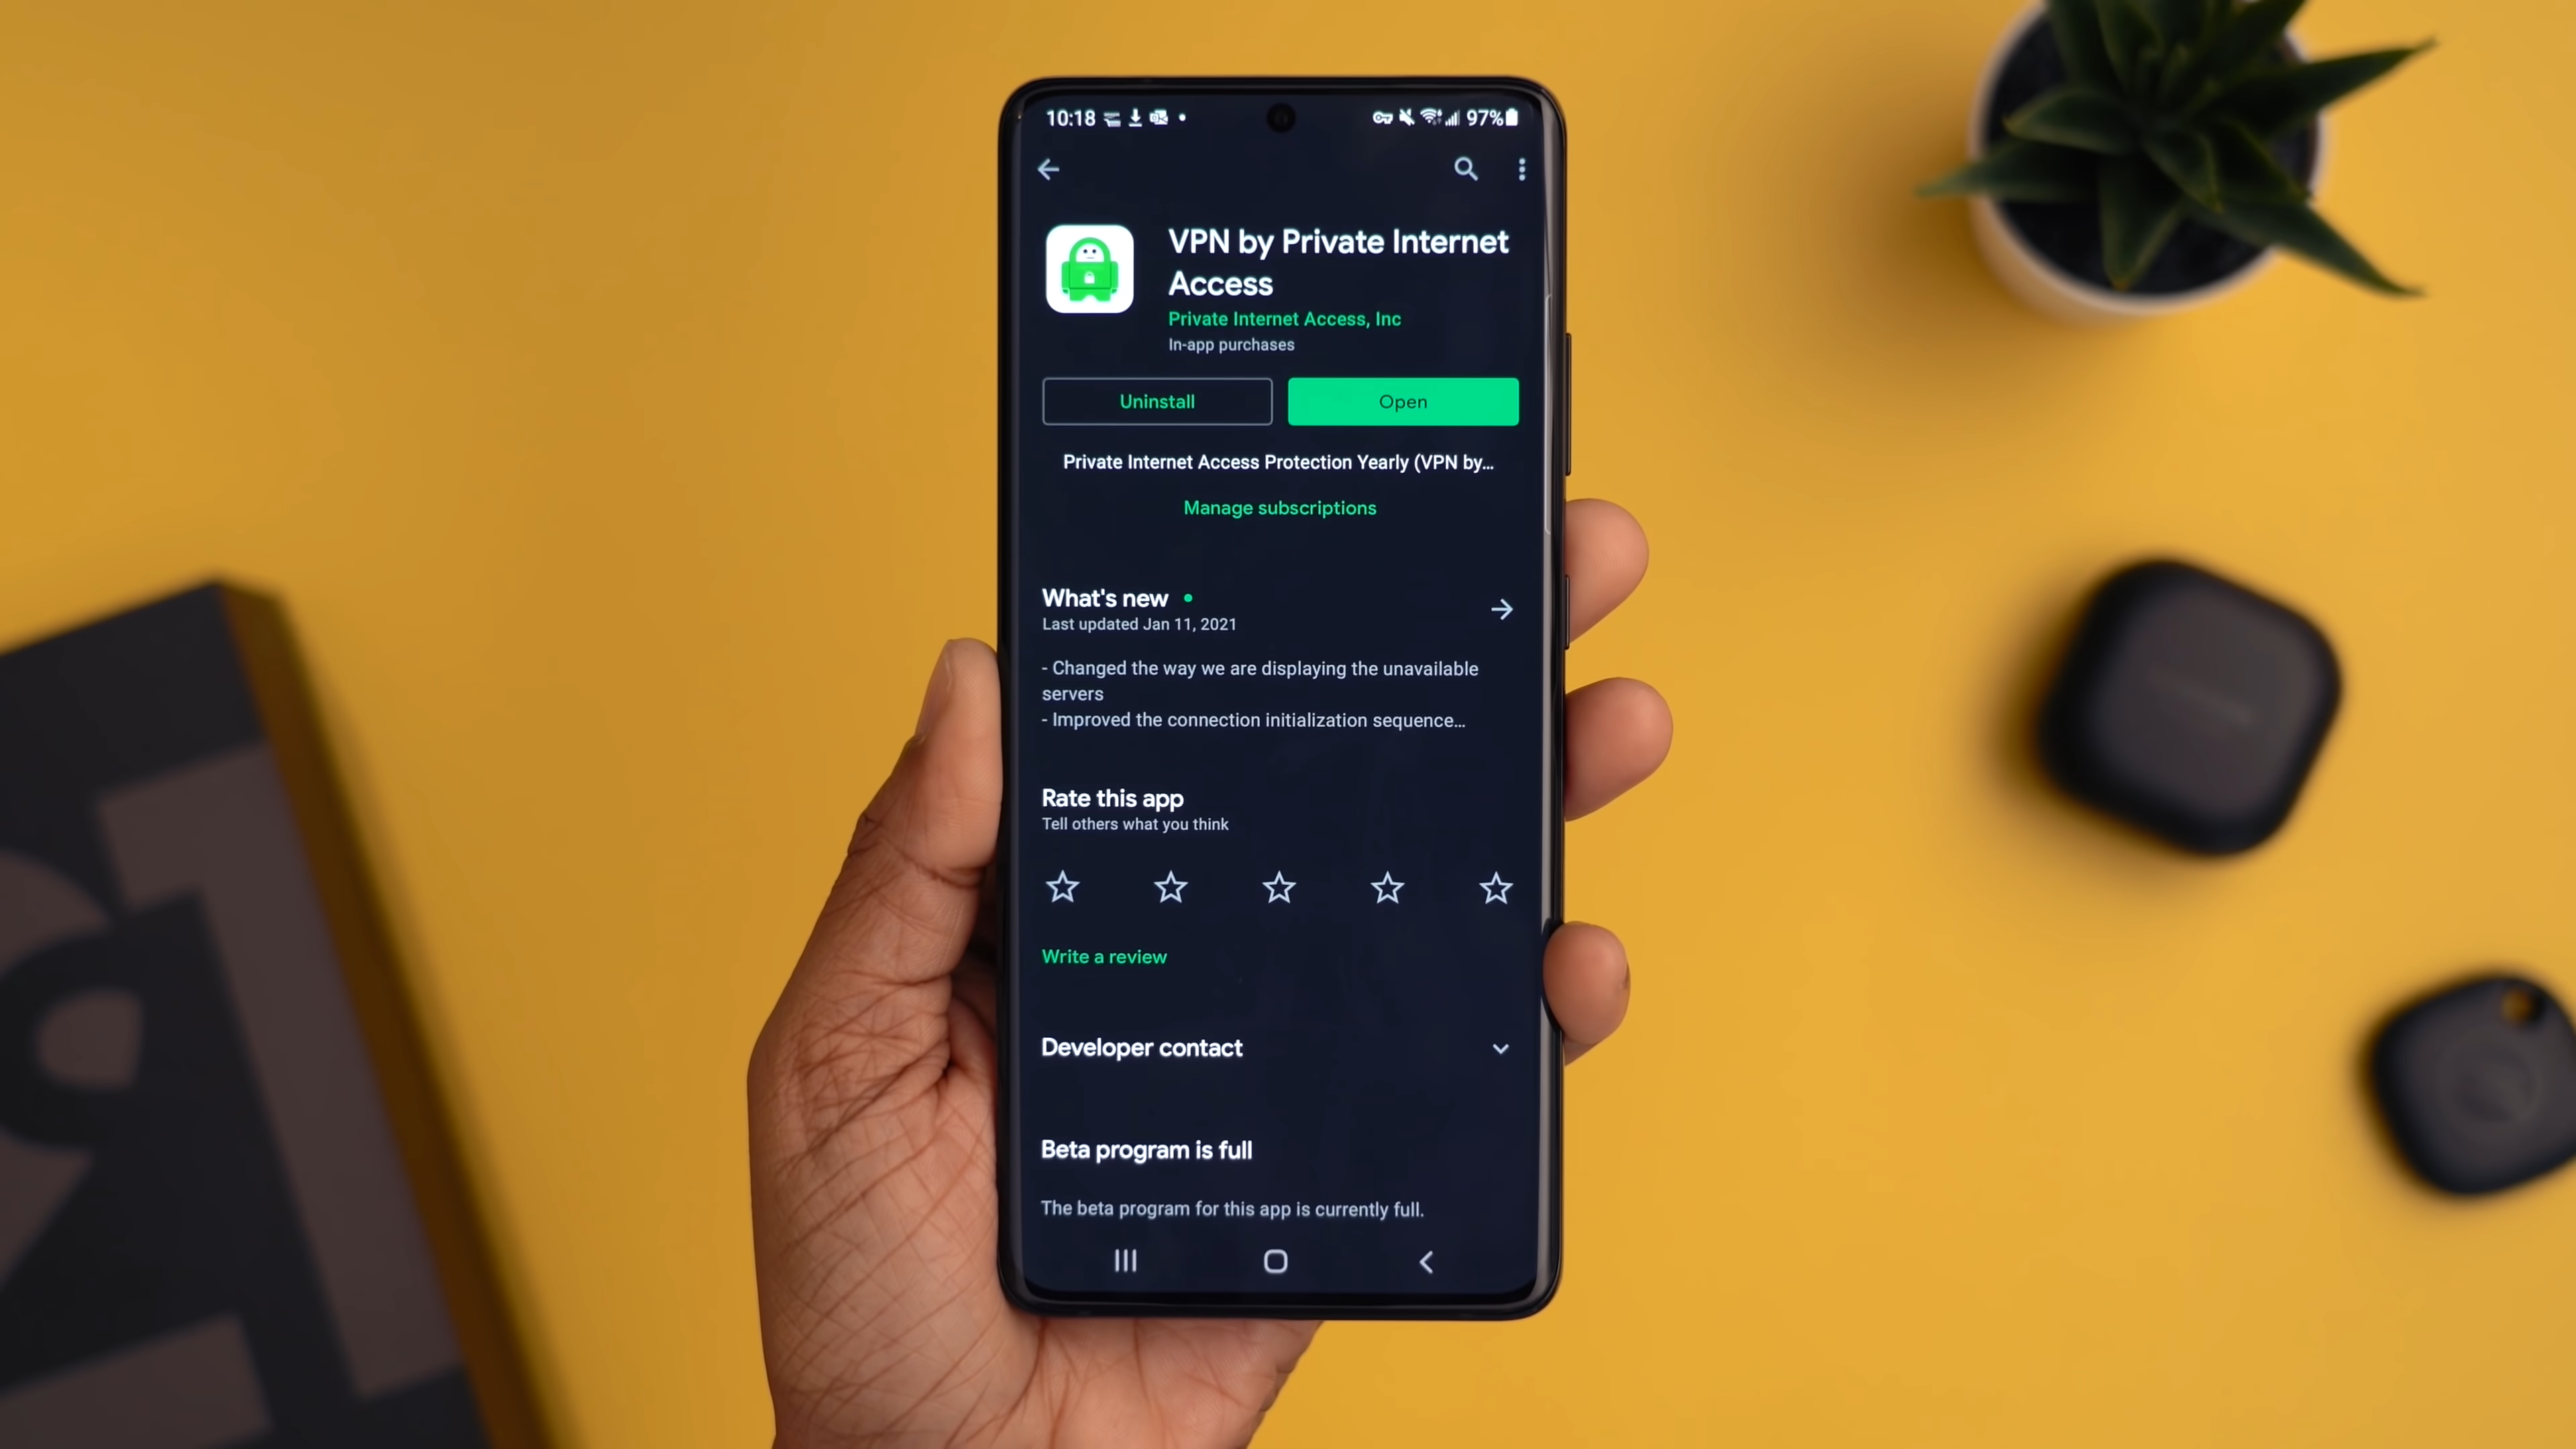 10:18
97%
VPN by Private Internet
Access
Private Internet Access, Inc
In-app purchases
Uninstall
Open
Private Internet Access Protection Yearly (VPN by...
Manage subscriptions
What's new
Last updated Jan 11, 2021
- Changed the way we are displaying the unavailable
servers
- Improved the connection initialization sequence...
Rate this app
Tell others what you think
Write a review
Developer contact
Beta program is full
The beta program for this app is currently full.